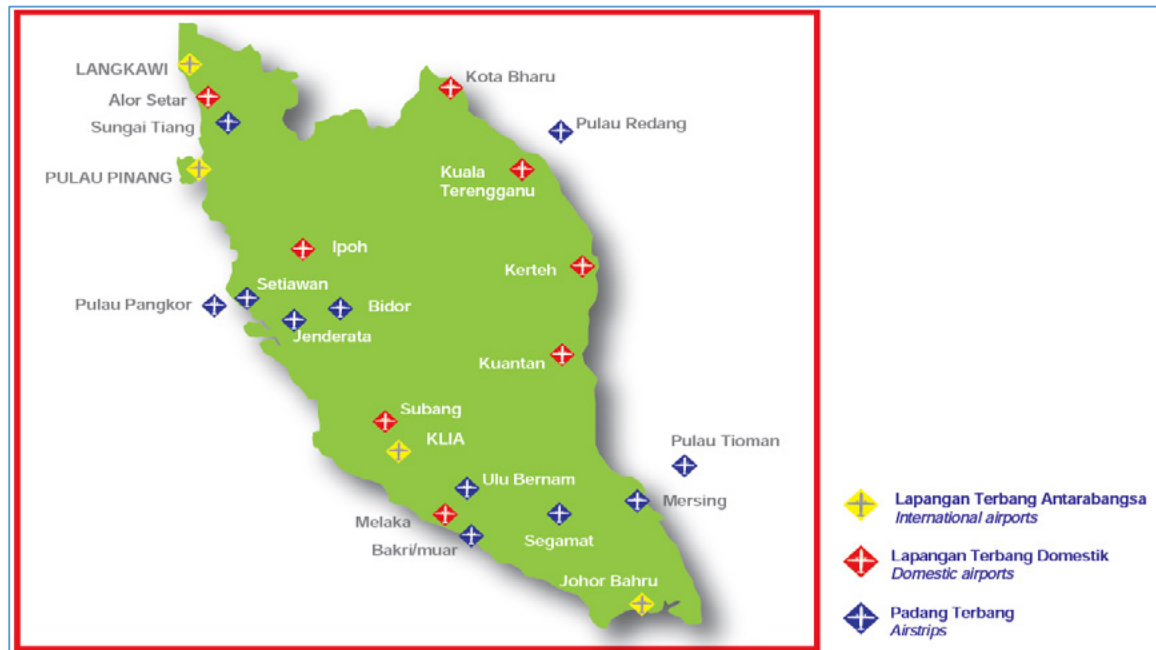 LANGKAWI
Kota Bharu
Alor Setar
Sungai Tiang
Pulau Redang
PULAU PINANG
Kuala
Terengganu
Ipoh
Kerteh
Setiawan
Pulau Pangkor
Bidor
Jenderata
Kuantan
Subang
KLIA
Pulau Tioman
Ulu Bernam
Mersing
Melaka
Segamat
Bakri/muar
Johor Bahru
Lapangan Terbang Antarabangsa
International airports
Lapangan Terbang Domestik
Domestic airports
Padang Terbang
Airstrips